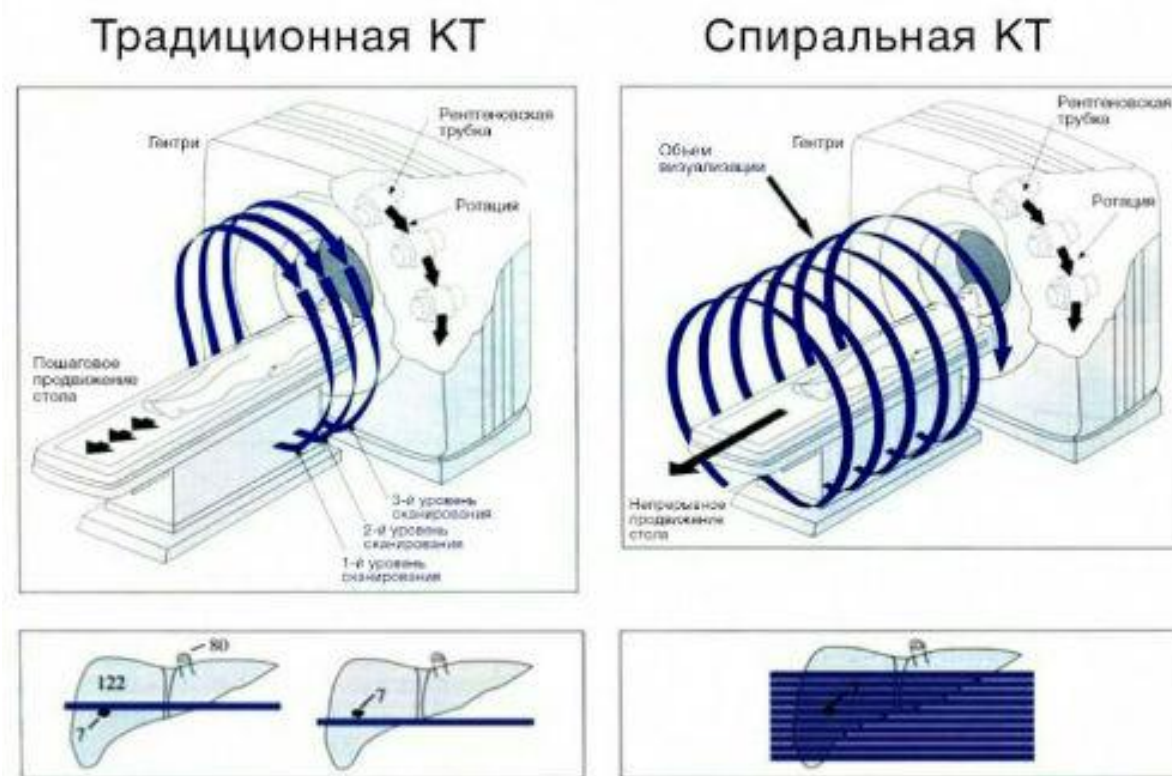 Традиционная КТ
Гентри
Рентгеновская
трубка
Ротация
Пошаговое
продвижение
стола
3-й уровень
сканирования
2-й уровень
сканирования
1-й уровень
сканирования
80
122
7
7
Спиральная КТ
Объем
визуализации
Гентри
Рентгеновская
трубка
Ротация
Непрерывное
продвижение
стола
7